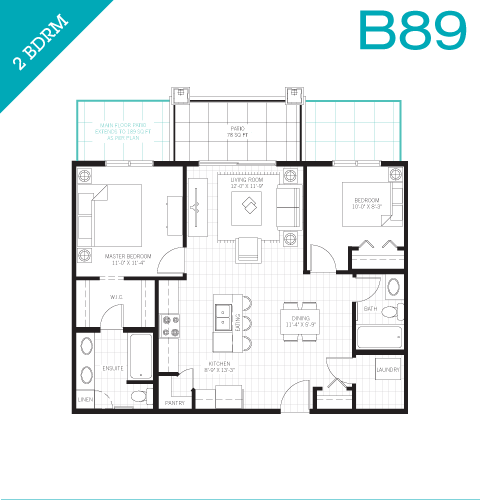 2 BDRM
B89
MAIN FLOOR PATIO
EXTENDS TO 189 SQ FT
AS PER PLAN
PATIO
78 SQ FT
LIVING ROOM
12'-0" X 11'-9"
BEDROOM
10'-0" X 8'-3"
MASTER BEDROOM
11'-0" X 11'-4"
W.I.C.
BATH
EATING
DINING
11'-4" X 5'-9"
KITCHEN
8'-9" X 13'-3"
ENSUITE
LAUNDRY
LINEN
PANTRY